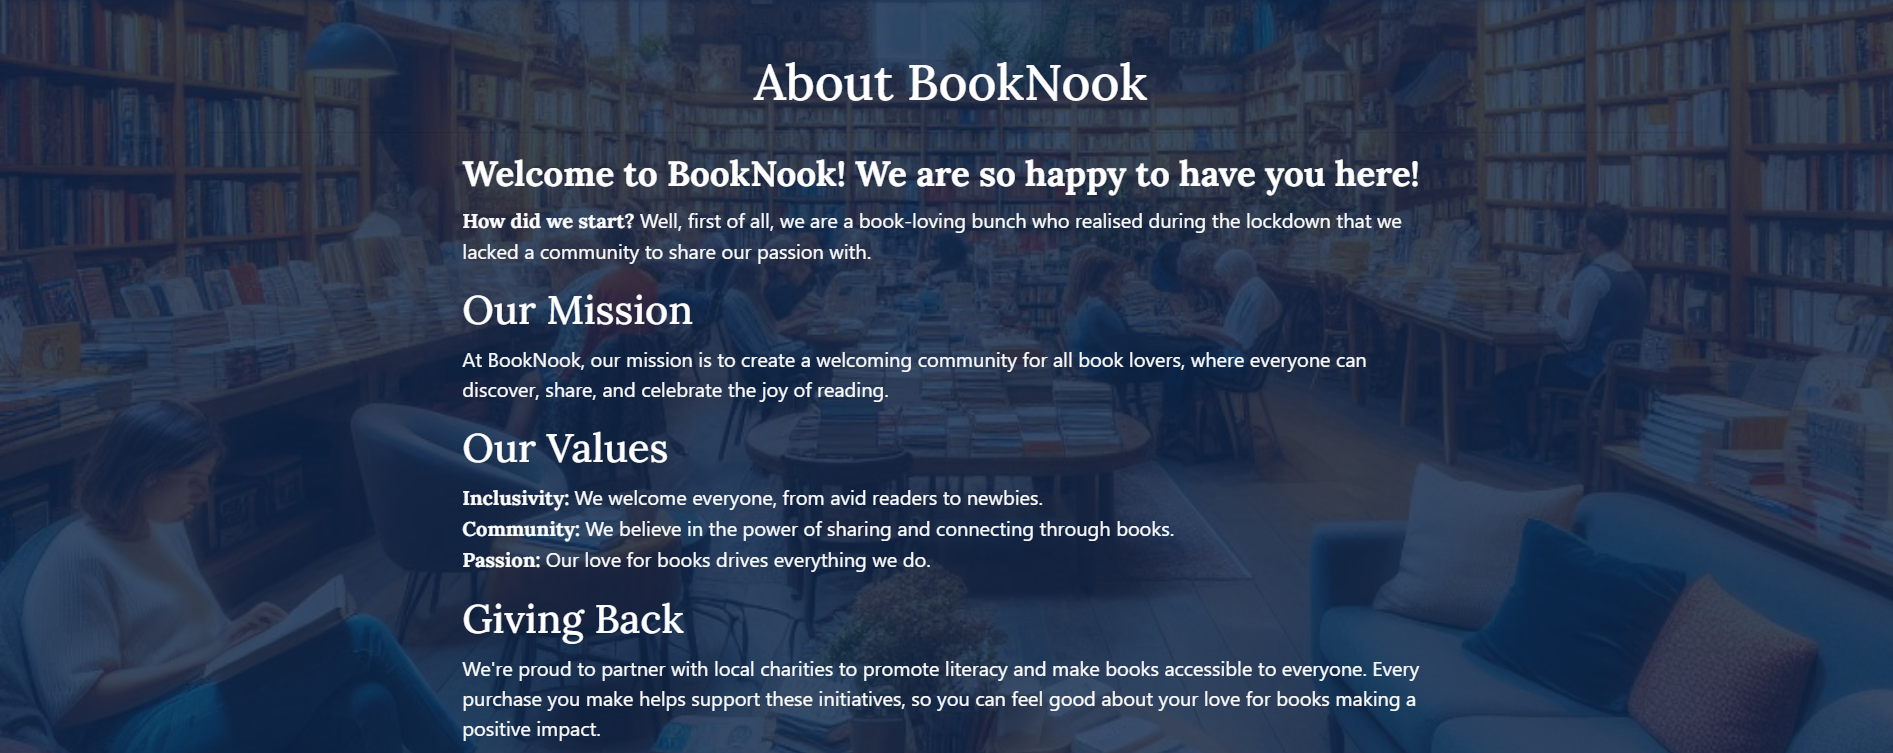 About BookNook
Welcome to BookNook! We are so happy to have you here!
How did we start? Well, first of all, we are a book-loving bunch who realised during the lockdown that we
lacked a community to share our passion with.
Our Mission
At BookNook, our mission is to create a welcoming community for all book lovers, where everyone can
discover, share, and celebrate the joy of reading.
Our Values
Inclusivity: We welcome everyone, from avid readers to newbies.
Community: We believe in the power of sharing and connecting through books.
Passion: Our love for books drives everything we do.
Giving Back
We're proud to partner with local charities to promote literacy and make books accessible to everyone. Every
purchase you make helps support these initiatives, so you can feel good about your love for books making a
positive impact.